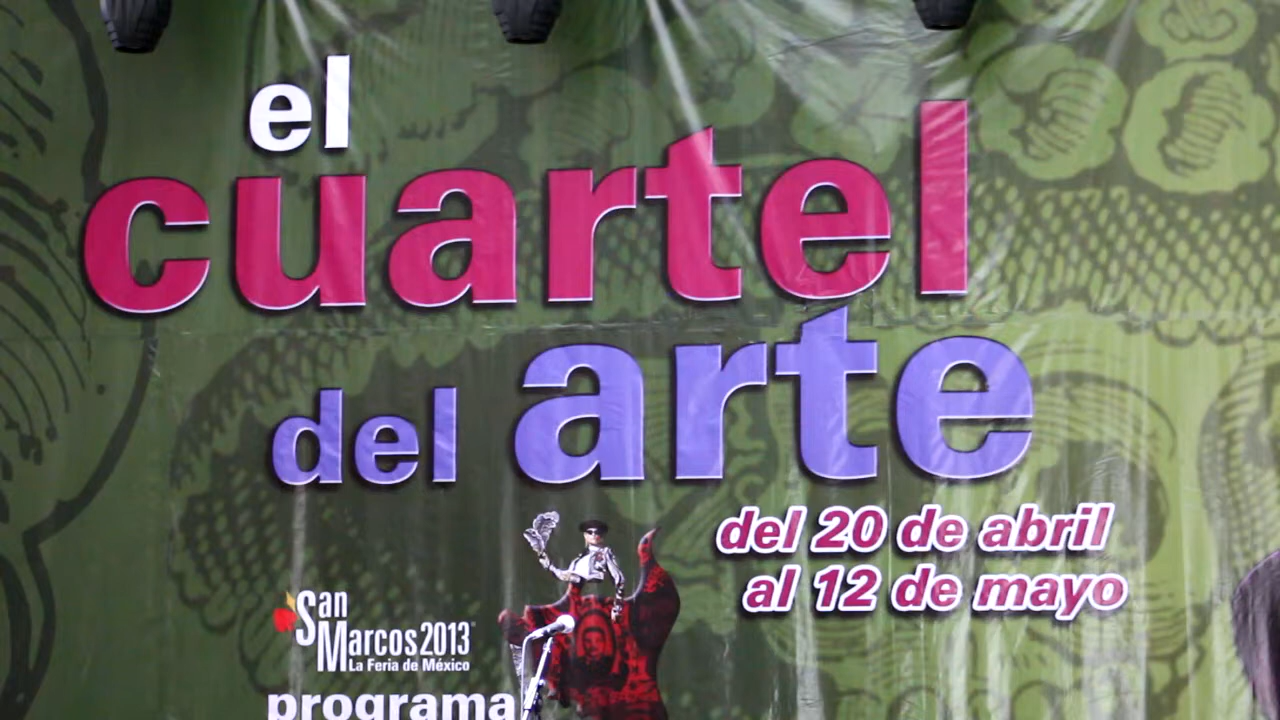 el
cuartel
del arte
del 20 de abril
al 12 de mayo
San
Marcos 2013
La Feria de México
programa